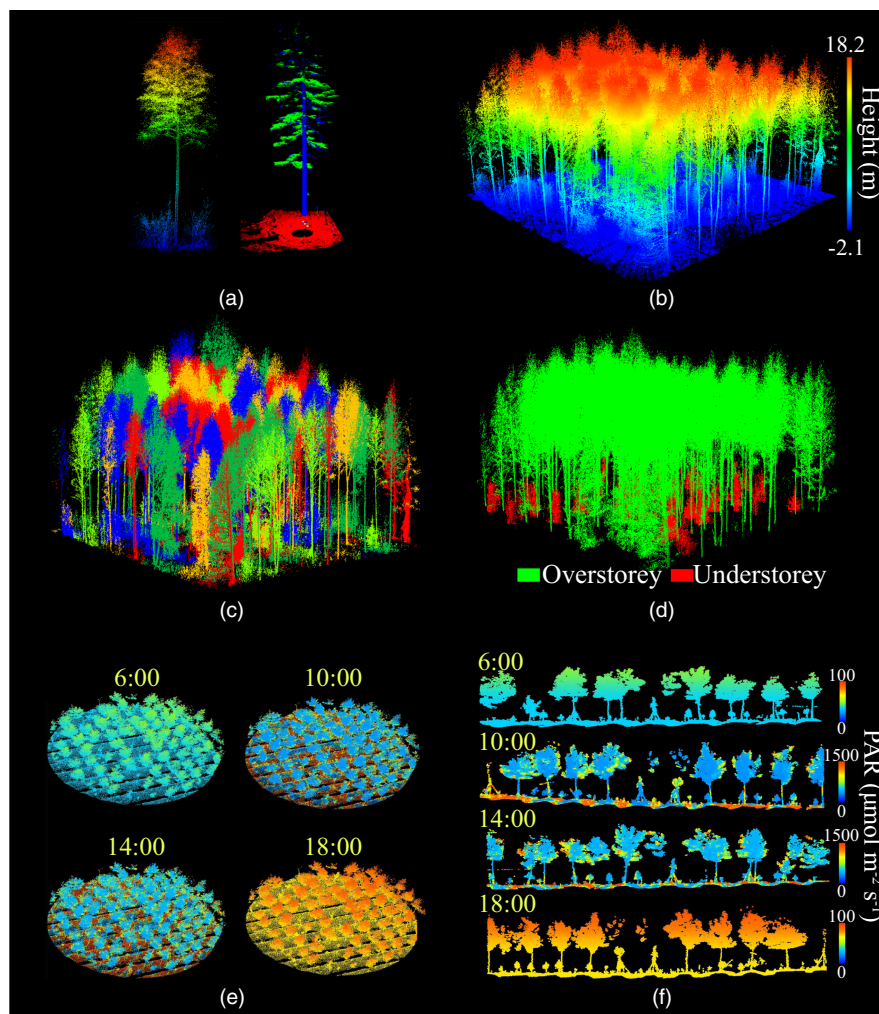 18.2
Height (m)
-2.1
(a)
(b)
Overstorey Understorey
(c)
(d)
6:00 10:00
14:00 18:00
(e)
6:00
100
0
10:00
1500
0
14:00
1500
0
18:00
100
0
PAR (μmol m⁻² s⁻¹)
(f)